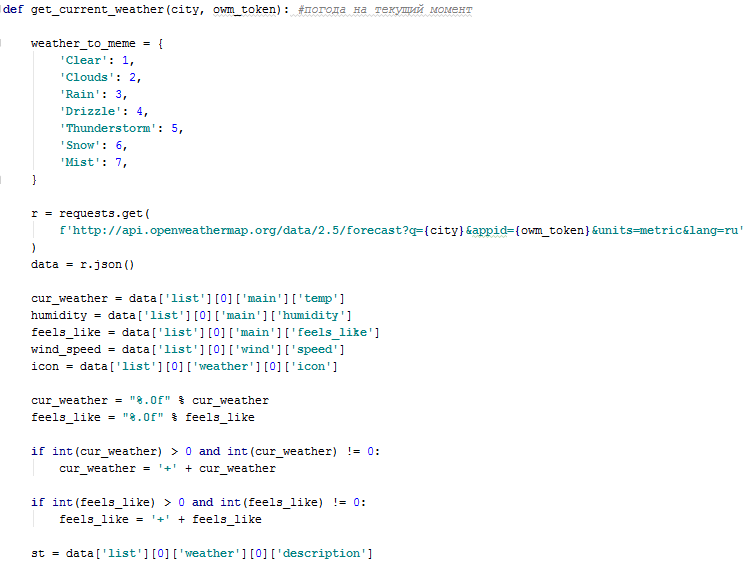 def get_current_weather(city, owm_token): #погода на текущий момент
weather_to_meme = {
'Clear': 1,
'Clouds': 2,
'Rain': 3,
'Drizzle': 4,
'Thunderstorm': 5,
'Snow': 6,
'Mist': 7,
}
r = requests.get(
f'http://api.openweathermap.org/data/2.5/forecast?q={city}&appid={owm_token}&units=metric&lang=ru'
)
data = r.json()
cur_weather = data['list'][0]['main']['temp']
humidity = data['list'][0]['main']['humidity']
feels_like = data['list'][0]['main']['feels_like']
wind_speed = data['list'][0]['wind']['speed']
icon = data['list'][0]['weather'][0]['icon']
cur_weather = "%.0f" % cur_weather
feels_like = "%.0f" % feels_like
if int(cur_weather) > 0 and int(cur_weather) != 0:
cur_weather = '+' + cur_weather
if int(feels_like) > 0 and int(feels_like) != 0:
feels_like = '+' + feels_like
st = data['list'][0]['weather'][0]['description']